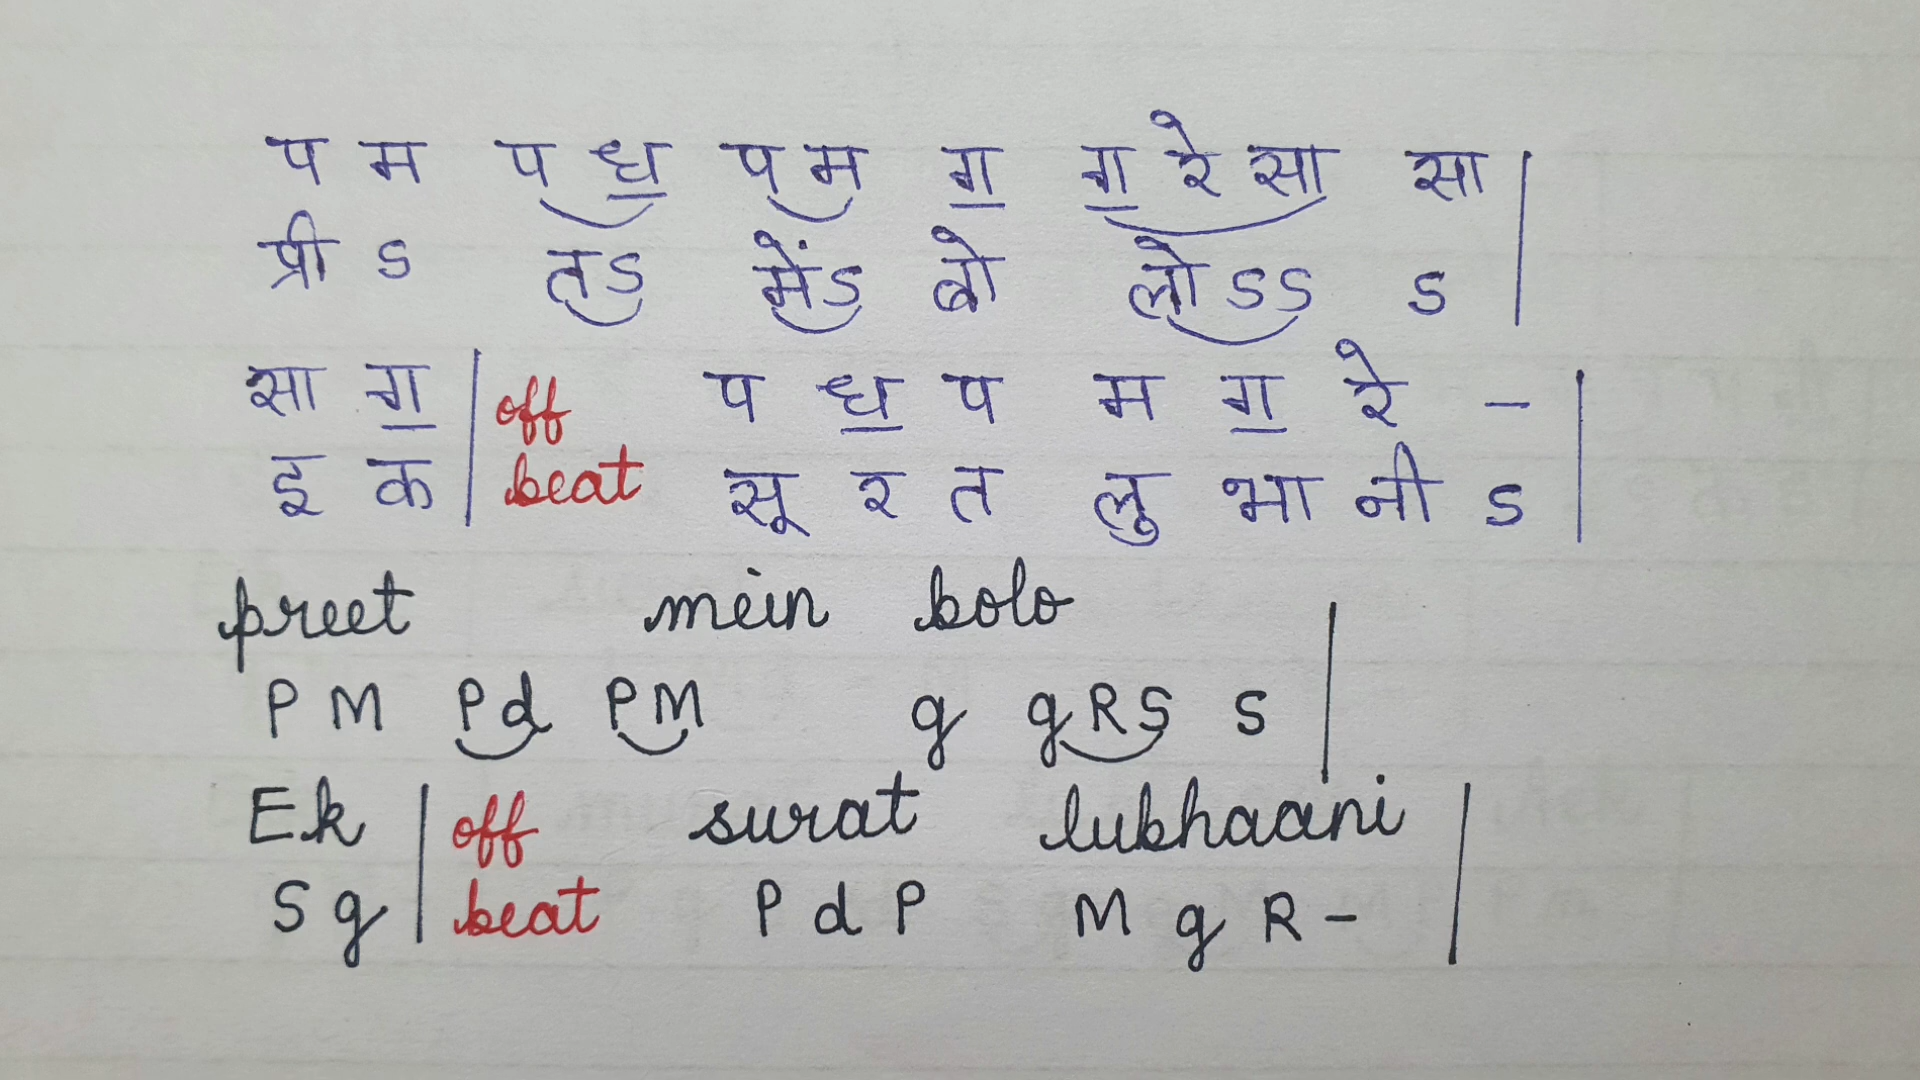 प म प ध॒ प म ग॒ ग॒ रे सा सा |
प्री ऽ तऽ मेंऽ बो लोऽऽ ऽ |
सा ग॒ | off प ध॒ प म ग॒ रे – |
इ क | beat सू र त लु भा नी ऽ |
preet mein bolo |
P M Pd PM g gRS S |
Ek | off surat lubhaani |
S g | beat P d P M g R – |